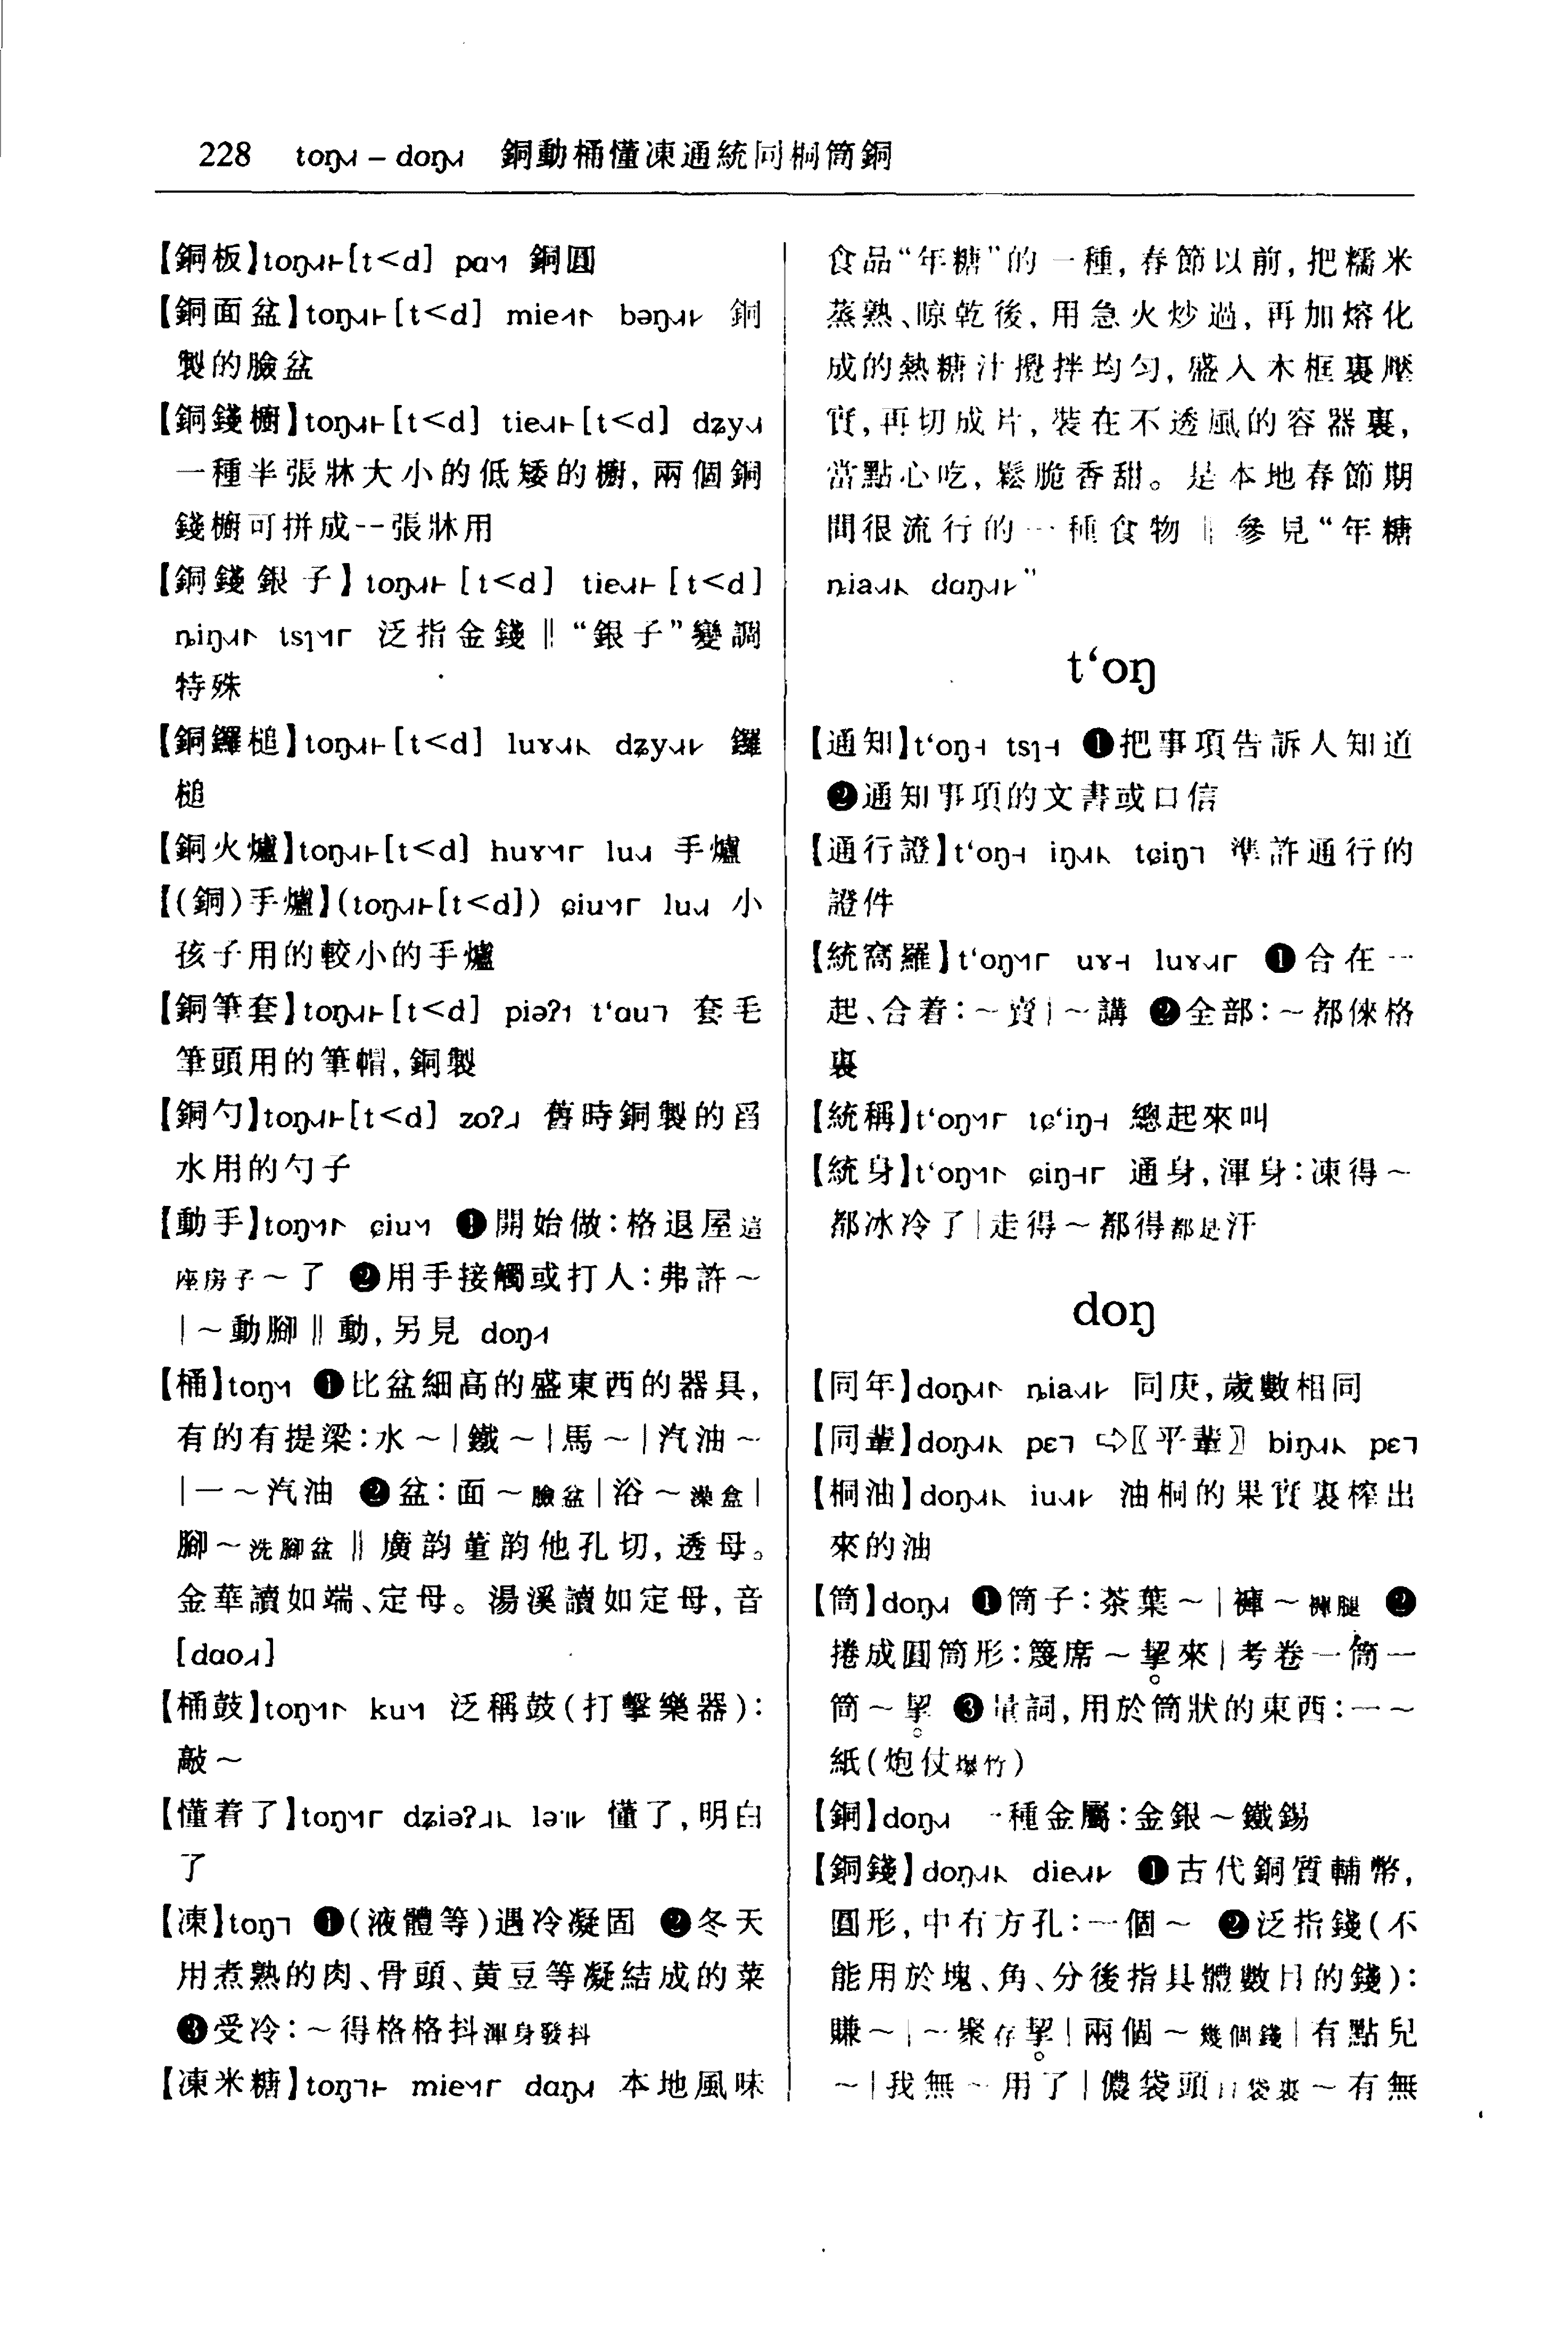 228 toŋ – doŋ 銅動桶懂凍通統同桐筒銅
【銅板】toŋ[t<d] pɑ 銅圓
【銅面盆】toŋ[t<d] mie bəŋ 銅
製的臉盆
【銅錢櫥】toŋ[t<d] tie[t<d] dʑy
一種半張牀大小的低矮的櫥,兩個銅
錢櫥可拼成一張牀用
【銅錢銀子】toŋ[t<d] tie[t<d]
ȵiŋ tsɿ 泛指金錢‖“銀子”變調
特殊
【銅鑼槌】toŋ[t<d] luɤ dʑy 鑼
槌
【銅火爐】toŋ[t<d] huɤ lu 手爐
【(銅)手爐】(toŋ[t<d]) ɕiu lu 小
孩子用的較小的手爐
【銅筆套】toŋ[t<d] piəʔ t‘ɑu 套毛
筆頭用的筆帽,銅製
【銅勺】toŋ[t<d] zoʔ 舊時銅製的舀
水用的勺子
【動手】toŋ ɕiu ❶開始做:格退屋這
座房子～了 ❷用手接觸或打人:弗許～
|～動腳‖動,另見 doŋ
【桶】toŋ ❶比盆細高的盛東西的器具,
有的有提梁:水～|鐵～|馬～|汽油～
|一～汽油 ❷盆:面～臉盆|浴～澡盒|
腳～洗腳盆‖廣韵董韵他孔切,透母。
金華讀如端、定母。湯溪讀如定母,音
[dɑo]
【桶鼓】toŋ ku 泛稱鼓(打擊樂器):
敲～
【懂着了】toŋ dʑiəʔ lə 懂了,明白
了
【凍】toŋ ❶(液體等)遇冷凝固 ❷冬天
用煮熟的肉、骨頭、黄豆等凝結成的菜
❸受冷:～得格格抖渾身發抖
【凍米糖】toŋ mie dɑŋ 本地風味
食品“年糖”的一種,春節以前,把糯米
蒸熟、晾乾後,用急火炒過,再加熔化
成的熱糖汁攪拌均勻,盛入木框裏壓
實,再切成片,裝在不透風的容器裏,
當點心吃,鬆脆香甜。是本地春節期
間很流行的一種食物‖參見“年糖
ȵia dɑŋ”
t‘oŋ
【通知】t‘oŋ tsɿ ❶把事項告訴人知道
❷通知事項的文書或口信
【通行證】t‘oŋ iŋ tɕiŋ 準許通行的
證件
【統窩羅】t‘oŋ uɤ luɤ ❶合在一
起、合着:～賣|～講 ❷全部:～都倈格
裏
【統稱】t‘oŋ tɕ‘iŋ 總起來叫
【統身】t‘oŋ ɕiŋ 通身,渾身:凍得～
都冰冷了|走得～都得都是汗
doŋ
【同年】doŋ ȵia 同庚,歲數相同
【同輩】doŋ pɛ ⇨〖平輩〗biŋ pɛ
【桐油】doŋ iu 油桐的果實裏榨出
來的油
【筒】doŋ ❶筒子:茶葉～|褲～褲腿 ❷
捲成圓筒形:篾席～挈來|考卷一筒一
筒～挈 ❸量詞,用於筒狀的東西:一～
紙(炮仗爆竹)
【銅】doŋ 一種金屬:金銀～鐵錫
【銅錢】doŋ die ❶古代銅質輔幣,
圓形,中有方孔:一個～ ❷泛指錢(不
能用於塊、角、分後指具體數目的錢):
賺～|～聚存挈|兩個～幾個錢|有點兒
～|我無～用了|儂袋頭口袋裏～有無